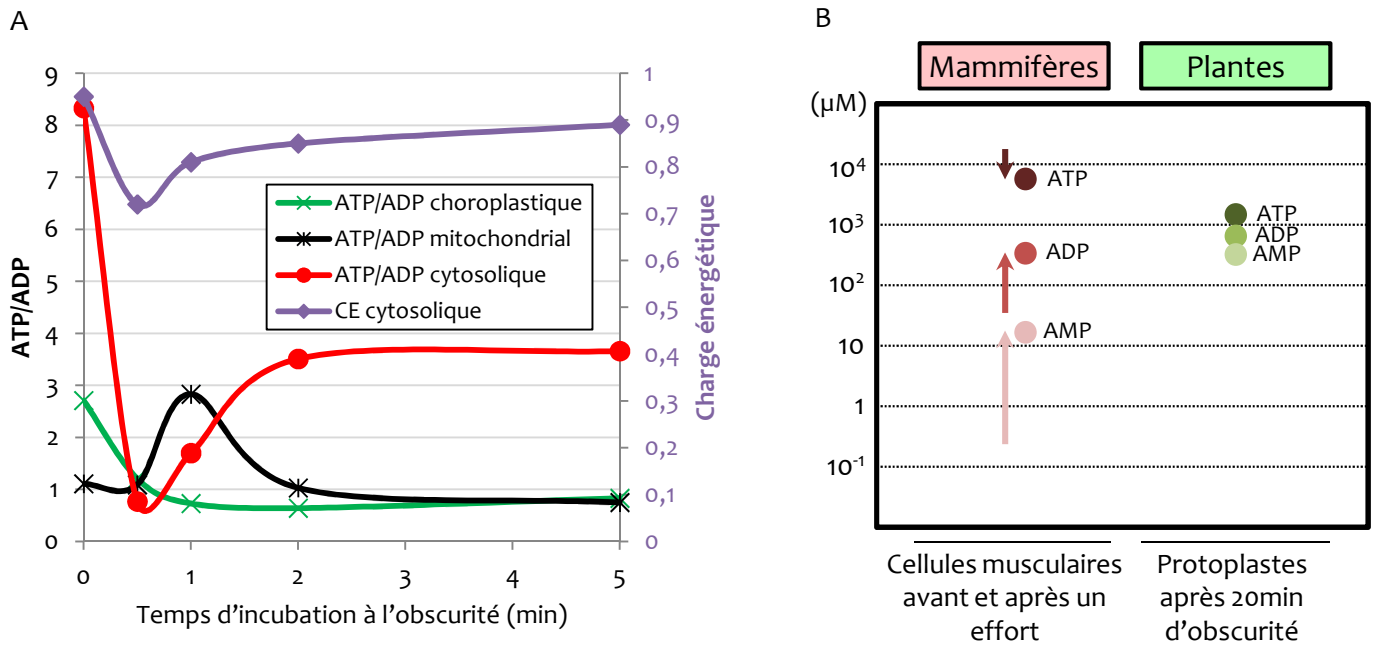 A
ATP/ADP
9
8
7
6
5
4
3
2
1
0
0
1
2
3
4
5
Temps d'incubation à l'obscurité (min)
1
0,9
0,8
0,7
0,6
0,5
0,4
0,3
0,2
0,1
0
Charge énergétique
ATP/ADP choroplastique
ATP/ADP mitochondrial
ATP/ADP cytosolique
CE cytosolique
B
Mammifères
Plantes
(µM)
10⁴
10³
10²
10
1
10⁻¹
ATP
ADP
AMP
ATP
ADP
AMP
Cellules musculaires
avant et après un
effort
Protoplastes
après 20min
d'obscurité